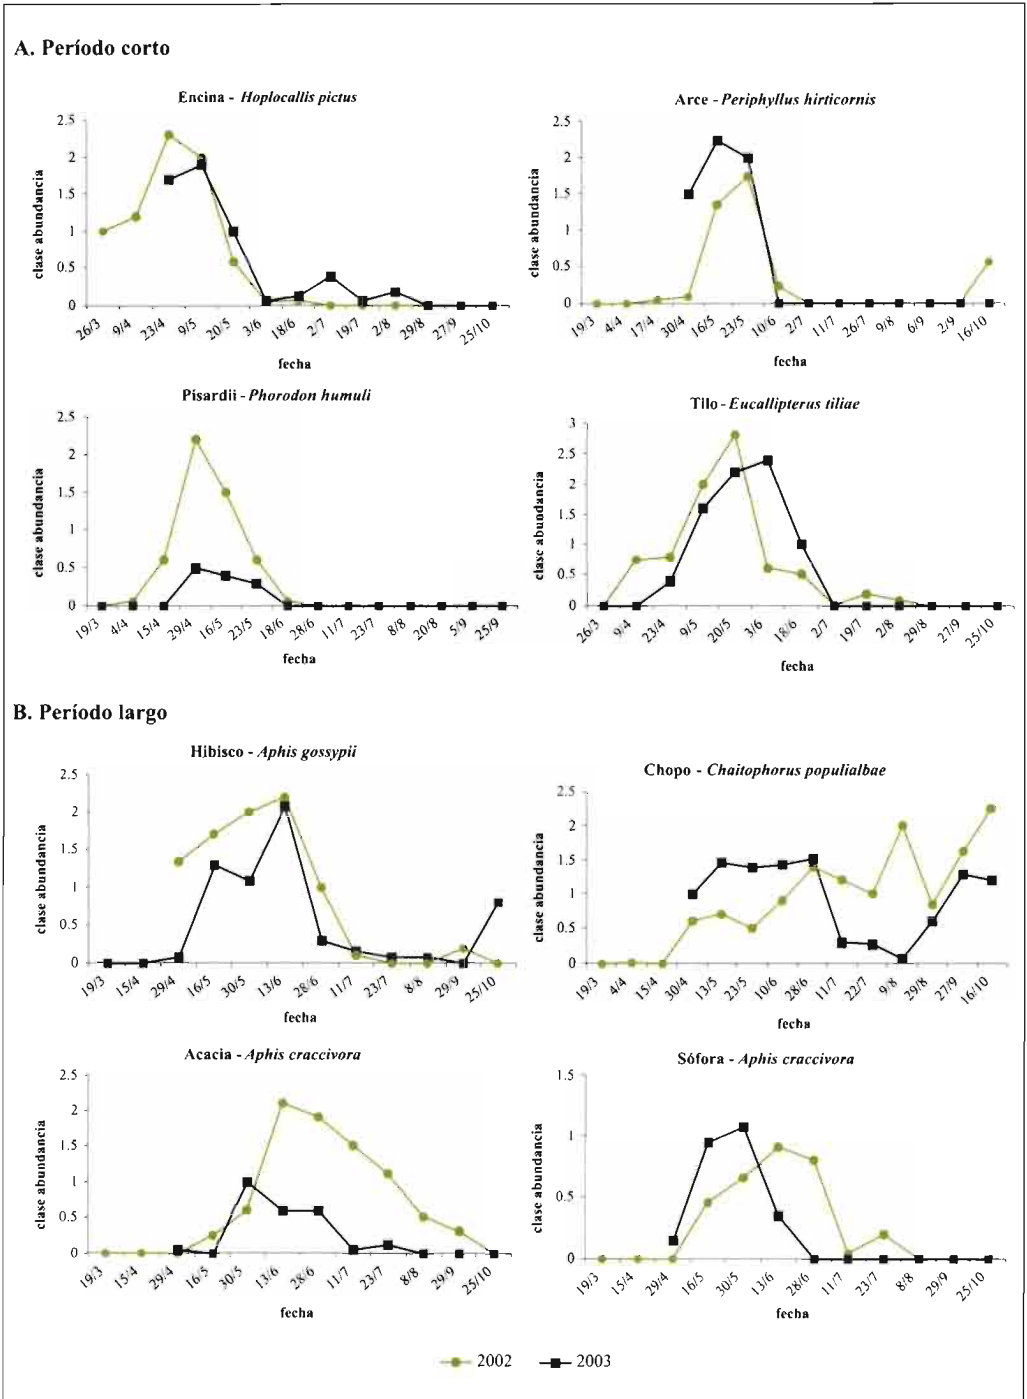 A. Período corto
Encina - Hoplocallis pictus
2.5
2
1.5
1
0.5
0
clase abundancia
26/3 9/4 23/4 9/5 20/5 3/6 18/6 2/7 19/7 2/8 29/8 27/9 25/10
fecha
Arce - Periphyllus hirticornis
2.5
2
1.5
1
0.5
0
clase abundancia
19/3 4/4 17/4 30/4 16/5 23/5 10/6 2/7 11/7 26/7 9/8 6/9 2/9 16/10
fecha
Pisardii - Phorodon humuli
2.5
2
1.5
1
0.5
0
clase abundancia
19/3 4/4 15/4 29/4 16/5 23/5 18/6 28/6 11/7 23/7 8/8 20/8 5/9 25/9
fecha
Tilo - Eucallipterus tiliae
3
2.5
2
1.5
1
0.5
0
clase abundancia
26/3 9/4 23/4 9/5 20/5 3/6 18/6 2/7 19/7 2/8 29/8 27/9 25/10
fecha
B. Período largo
Hibisco - Aphis gossypii
2.5
2
1.5
1
0.5
0
clase abundancia
19/3 15/4 29/4 16/5 30/5 13/6 28/6 11/7 23/7 8/8 29/9 25/10
fecha
Chopo - Chaitophorus populialbae
2.5
2
1.5
1
0.5
0
clase abundancia
19/3 4/4 15/4 30/4 13/5 23/5 10/6 28/6 11/7 22/7 9/8 29/8 27/9 16/10
fecha
Acacia - Aphis craccivora
2.5
2
1.5
1
0.5
0
clase abundancia
19/3 15/4 29/4 16/5 30/5 13/6 28/6 11/7 23/7 8/8 29/9 25/10
fecha
Sófora - Aphis craccivora
1.5
1
0.5
0
clase abundancia
19/3 15/4 29/4 16/5 30/5 13/6 28/6 11/7 23/7 8/8 29/9 25/10
fecha
2002 2003